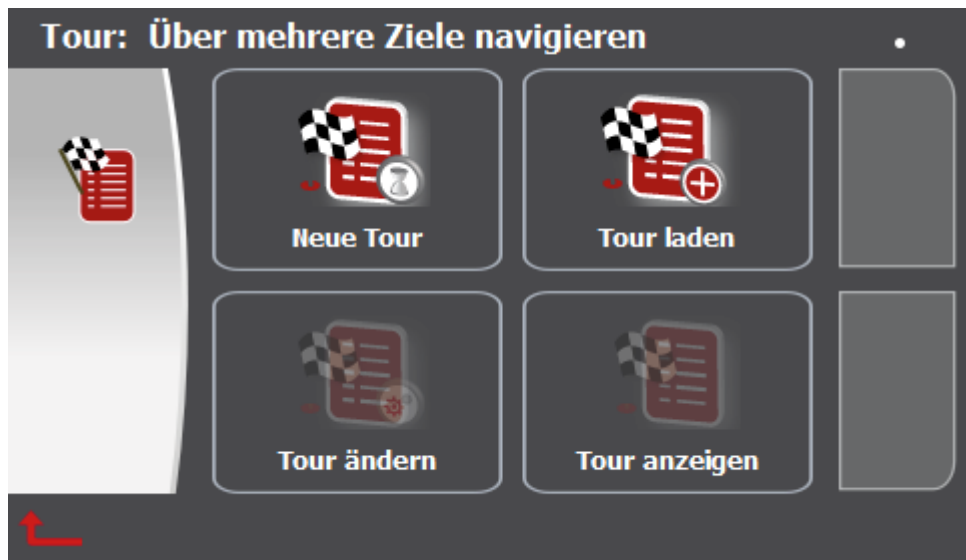 Tour: Über mehrere Ziele navigieren
Neue Tour
Tour laden
Tour ändern
Tour anzeigen